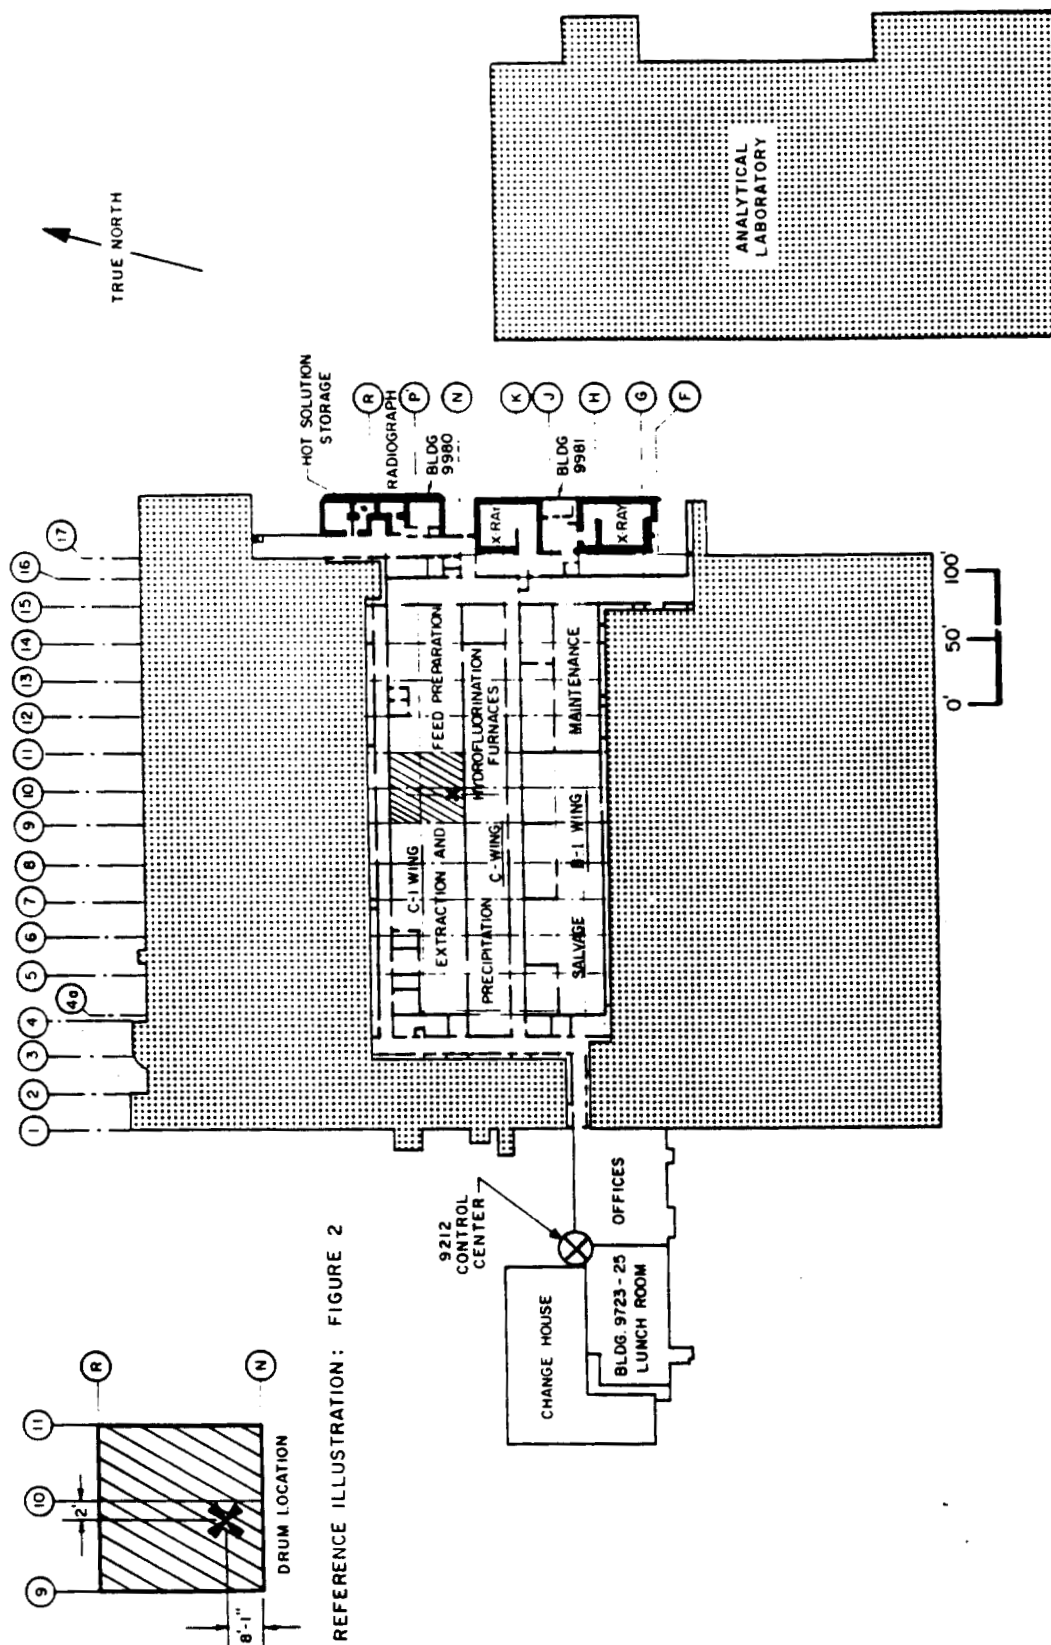 TRUE NORTH
1
2
3
4
4a
5
6
7
8
9
10
11
12
13
14
15
16
17
HOT SOLUTION
STORAGE
R
RADIOGRAPH
P'
BLDG
9980
N
K
J
BLDG
9981
H
G
F
X-RAY
X-RAY
ANALYTICAL
LABORATORY
C-1 WING
EXTRACTION AND
FEED PREPARATION
PRECIPITATION
C-WING
HYDROFLUORINATION
FURNACES
SALVAGE
B-1 WING
MAINTENANCE
0'
50'
100'
9212
CONTROL
CENTER
OFFICES
CHANGE HOUSE
BLDG. 9723-25
LUNCH ROOM
9
10
11
2'
R
N
8'-1"
DRUM LOCATION
REFERENCE ILLUSTRATION: FIGURE 2